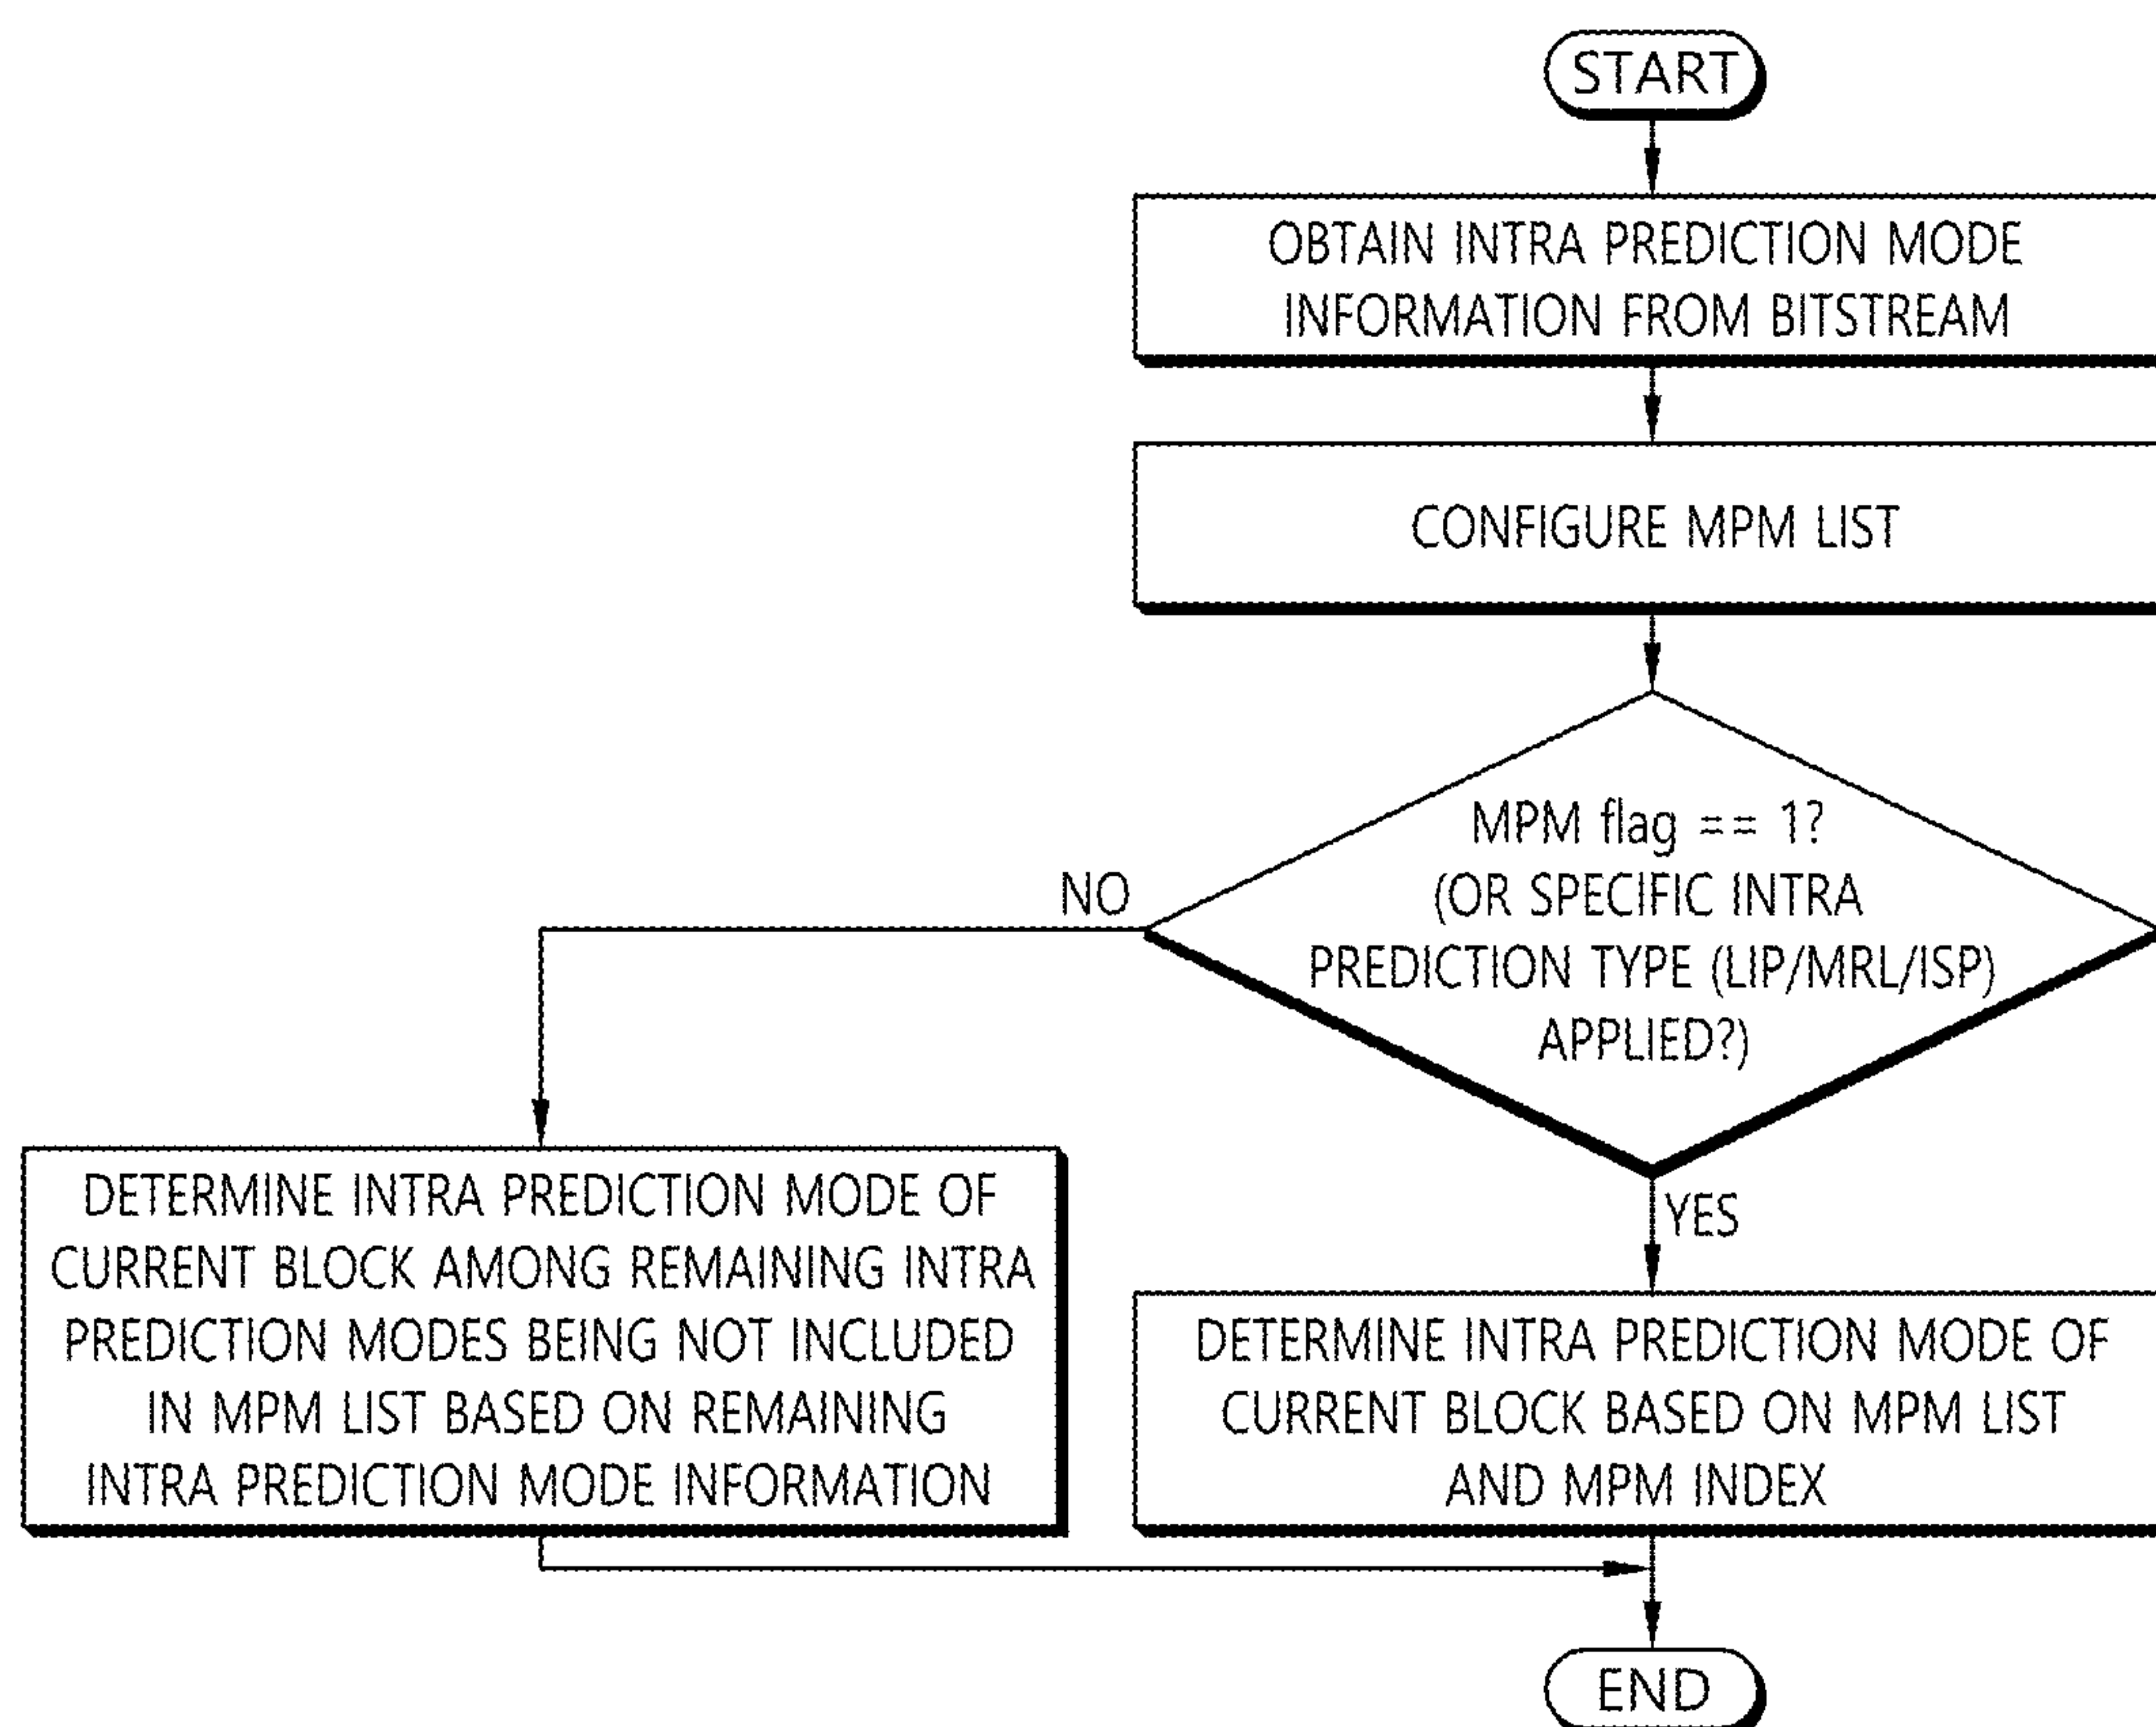 START
OBTAIN INTRA PREDICTION MODE
INFORMATION FROM BITSTREAM
CONFIGURE MPM LIST
MPM flag == 1?
(OR SPECIFIC INTRA
PREDICTION TYPE (LIP/MRL/ISP)
APPLIED?)
NO
YES
DETERMINE INTRA PREDICTION MODE OF
CURRENT BLOCK AMONG REMAINING INTRA
PREDICTION MODES BEING NOT INCLUDED
IN MPM LIST BASED ON REMAINING
INTRA PREDICTION MODE INFORMATION
DETERMINE INTRA PREDICTION MODE OF
CURRENT BLOCK BASED ON MPM LIST
AND MPM INDEX
END